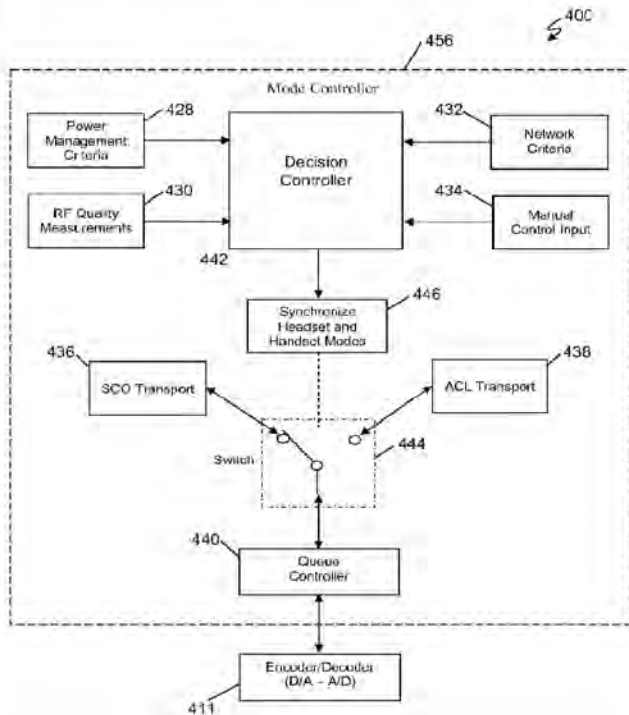 400
456
Mode Controller
428
Power
Management
Criteria
Decision
Controller
432
Network
Criteria
430
RF Quality
Measurements
434
Manual
Control Input
442
446
Synchronize
Headset and
Handset Modes
436
SCO Transport
438
ACL Transport
Switch
444
440
Queue
Controller
Encoder/Decoder
(D/A - A/D)
411